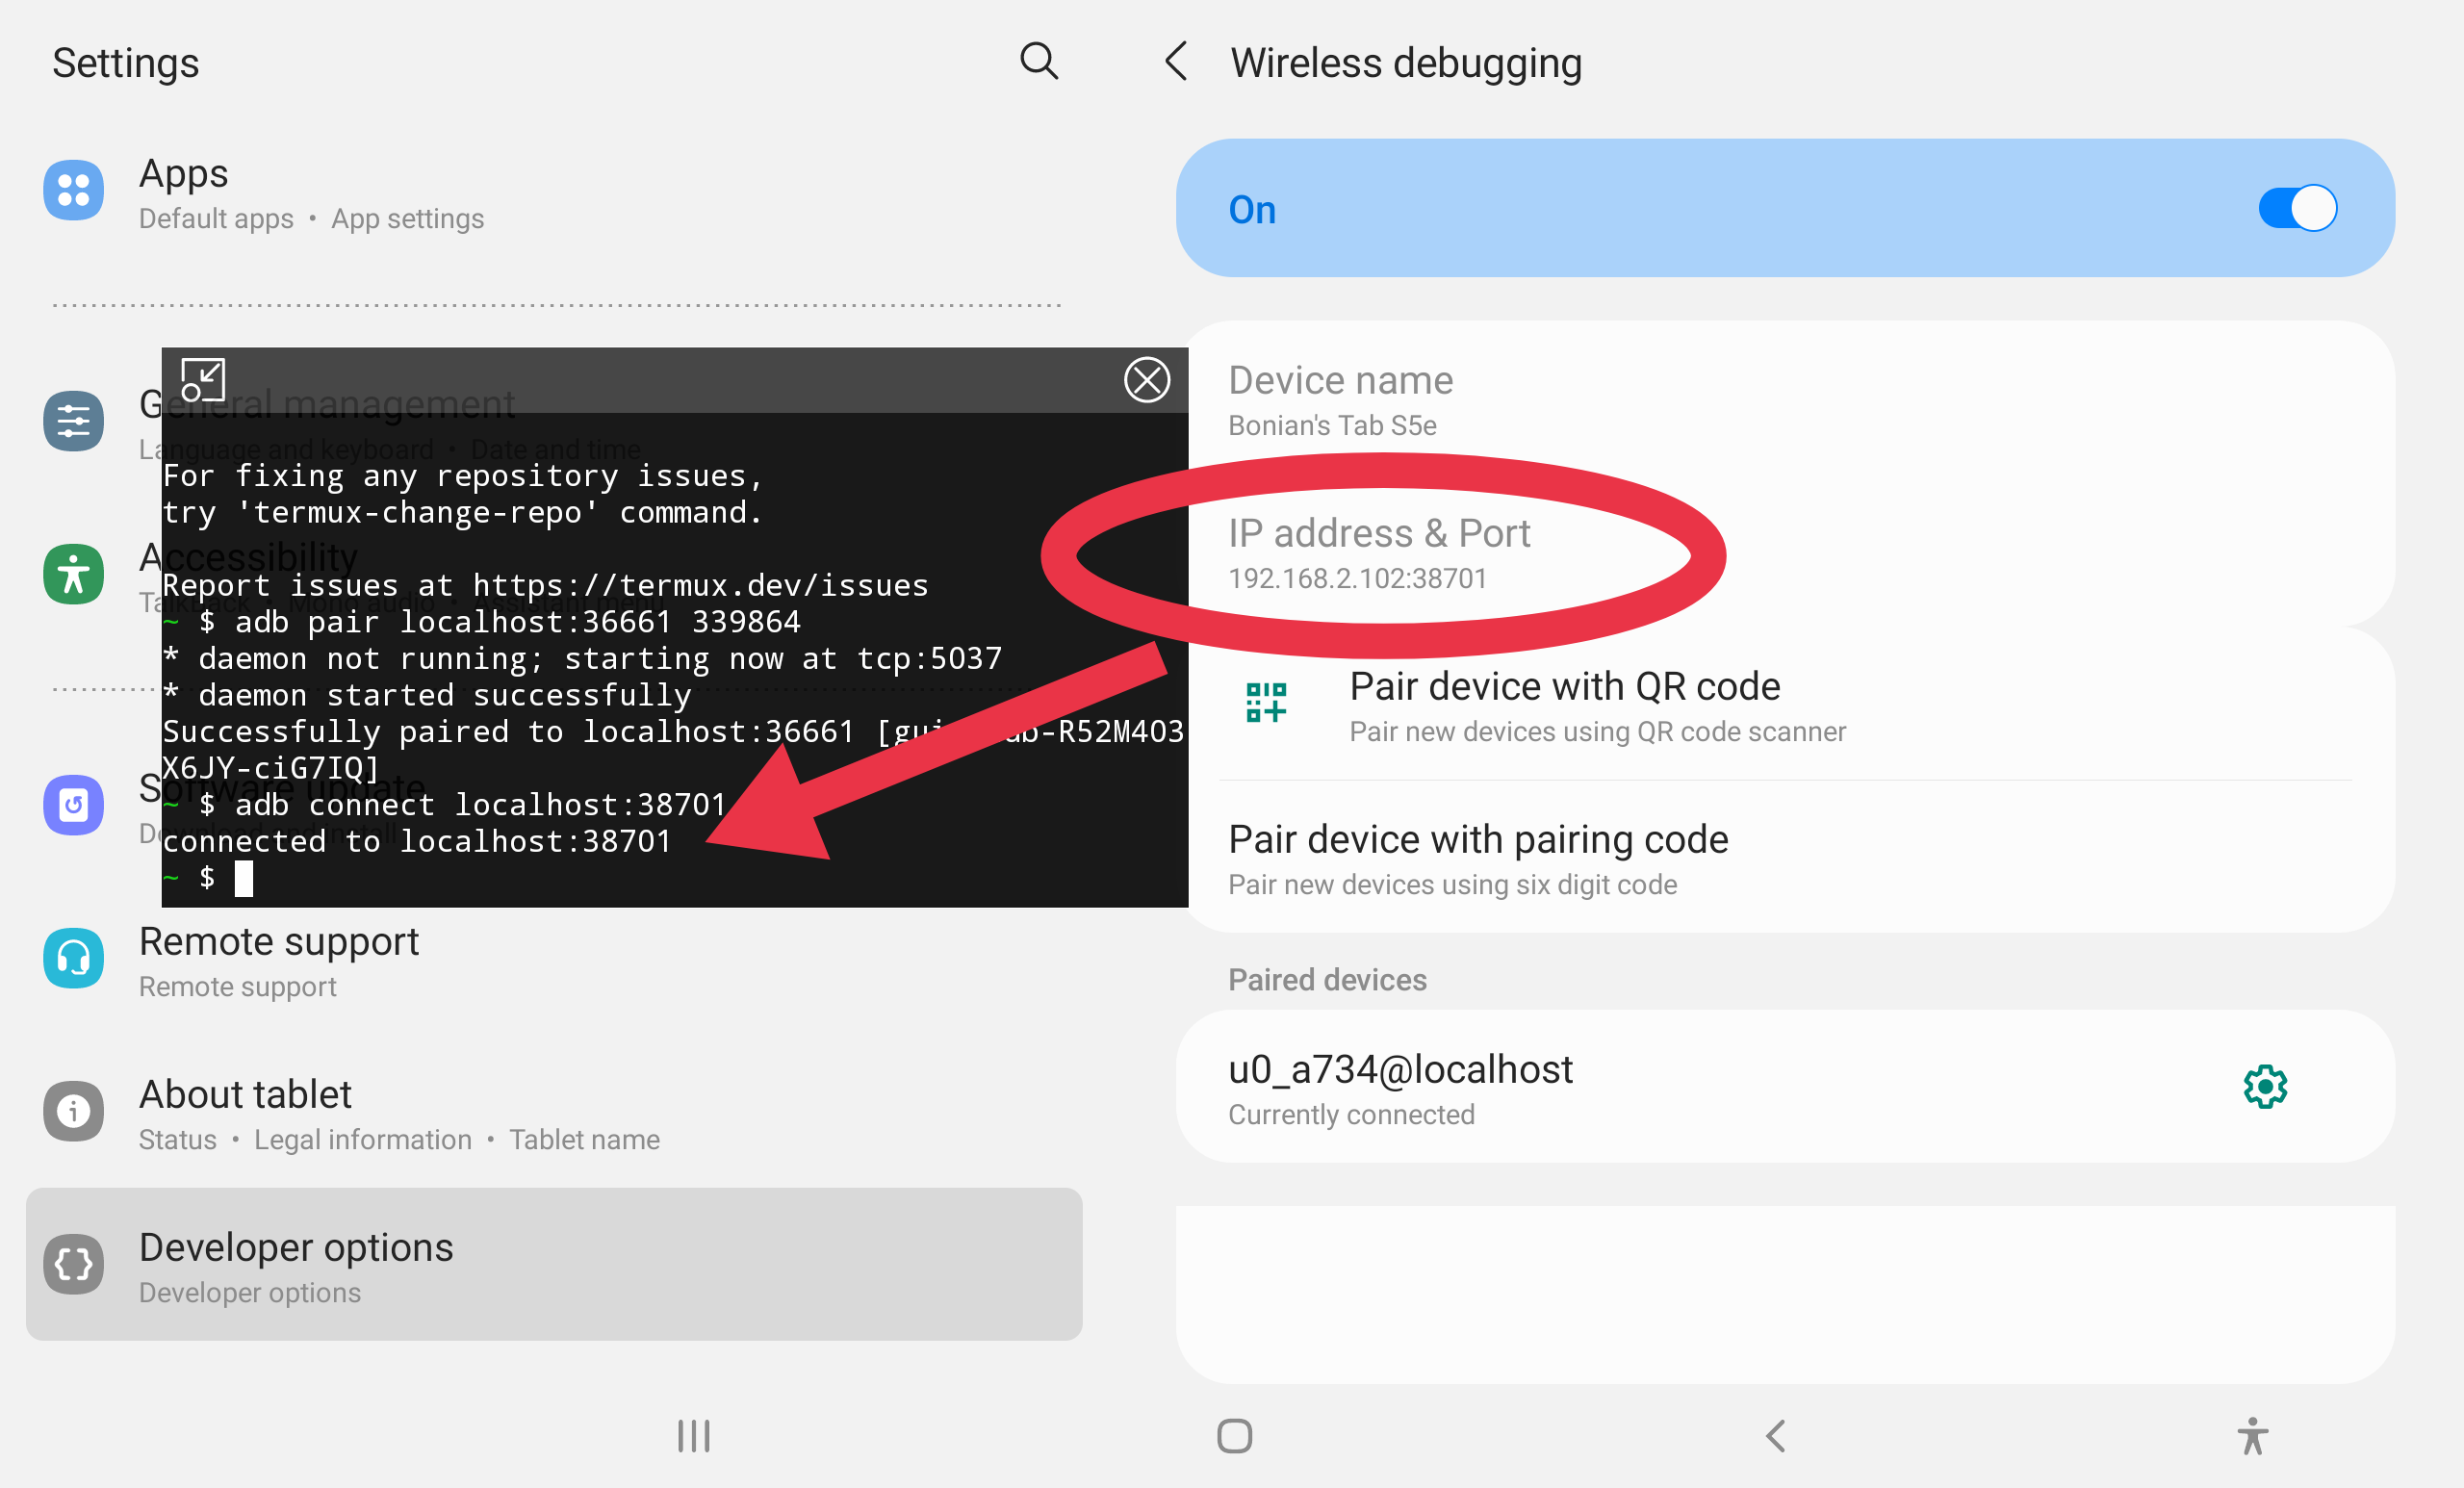 Settings
Apps
Default apps • App settings
General management
Language and keyboard • Date and time
Accessibility
TalkBack • Mono audio • Assistant menu
Software update
Download and install
Remote support
Remote support
About tablet
Status • Legal information • Tablet name
Developer options
Developer options
For fixing any repository issues,
try 'termux-change-repo' command.
Report issues at https://termux.dev/issues
~ $ adb pair localhost:36661 339864
* daemon not running; starting now at tcp:5037
* daemon started successfully
Successfully paired to localhost:36661
X6JY-ciG7IQ]
~ $ adb connect localhost:38701
connected to localhost:38701
~ $
Wireless debugging
On
Device name
Bonian's Tab S5e
IP address & Port
192.168.2.102:38701
Pair device with QR code
Pair new devices using QR code scanner
Pair device with pairing code
Pair new devices using six digit code
Paired devices
u0_a734@localhost
Currently connected